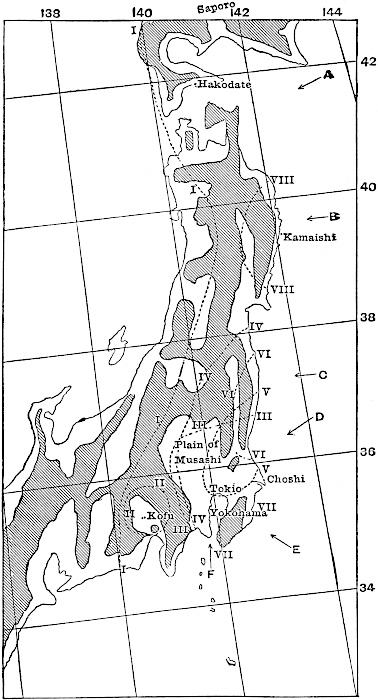 Saporo
138 140 142 144
I
42
Hakodate
A
40
I
VIII
B
Kamaishi
VIII
38
IV
VI
IV
C
VI
V
I
III
III
D
Plain of
Musashi
36
VI
V
Choshi
II
Tokio
II
Kofu
IV
Yokohama
VII
III
VII
E
I
F
34